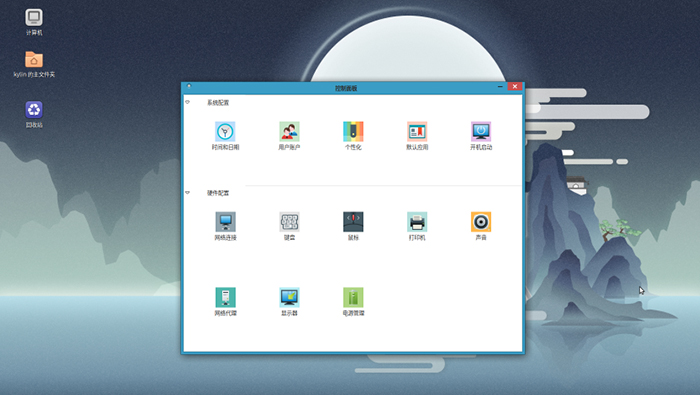 计算机
kylin 的主文件夹
回收站
控制面板
系统配置
时间和日期
用户账户
个性化
默认应用
开机启动
硬件配置
网络连接
键盘
鼠标
打印机
声音
网络代理
显示器
电源管理